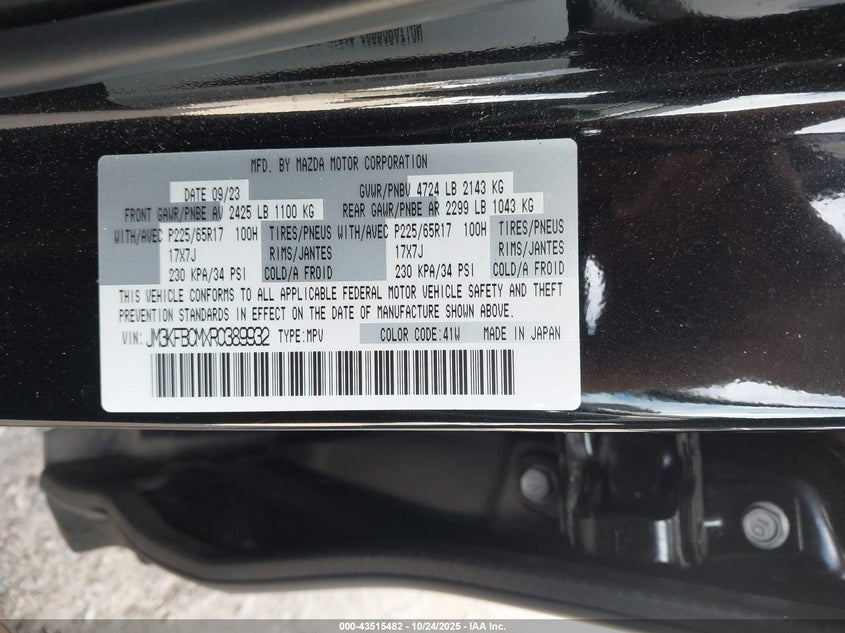 MFD. BY MAZDA MOTOR CORPORATION
DATE 09/23 GVWR/PNBV 4724 LB 2143 KG
FRONT GAWR/PNBE AV 2425 LB 1100 KG REAR GAWR/PNBE AR 2299 LB 1043 KG
WITH/AVEC P225/65R17 100H TIRES/PNEUS WITH/AVEC P225/65R17 100H TIRES/PNEUS
17X7J RIMS/JANTES 17X7J RIMS/JANTES
230 KPA/34 PSI COLD/A FROID 230 KPA/34 PSI COLD/A FROID
THIS VEHICLE CONFORMS TO ALL APPLICABLE FEDERAL MOTOR VEHICLE SAFETY AND THEFT
PREVENTION STANDARDS IN EFFECT ON THE DATE OF MANUFACTURE SHOWN ABOVE.
VIN: JM3KFBCMXR0389932 TYPE:MPV COLOR CODE:41W MADE IN JAPAN
10
000-43515482 - 10/24/2025 - IAA Inc.